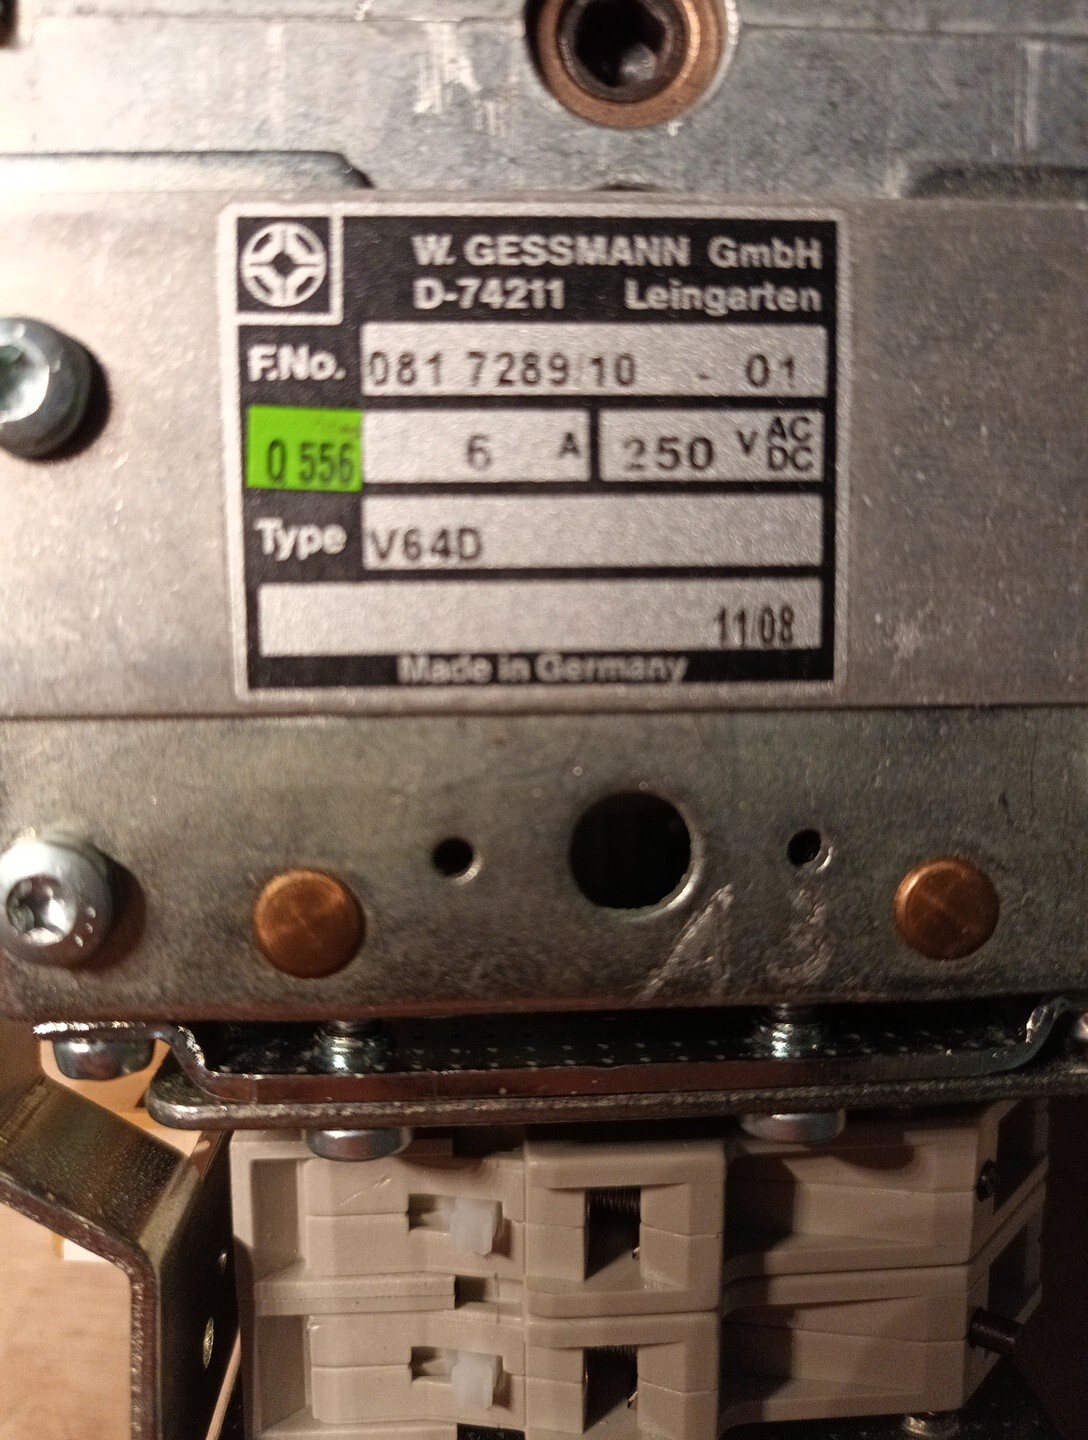 W. GESSMANN GmbH
D-74211 Leingarten
F.No. 081 7289/10 - 01
Q 556 6 A 250 V AC DC
Type V64D
11/08
Made in Germany
A 3